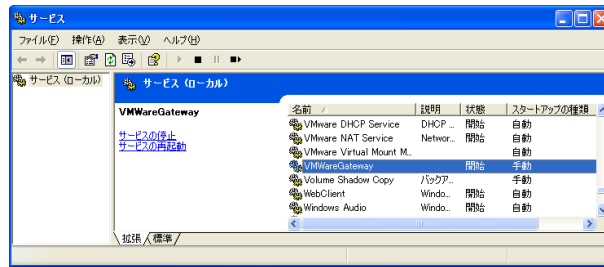 サービス
ファイル(F) 操作(A) 表示(V) ヘルプ(H)
サービス (ローカル)
サービス (ローカル)
VMWareGateway
サービスの停止
サービスの再起動
名前 説明 状態 スタートアップの種類
VMware DHCP Service DHCP ... 開始 自動
VMware NAT Service Networ... 開始 自動
VMware Virtual Mount M... 自動
VMWareGateway 開始 手動
Volume Shadow Copy バックア... 手動
WebClient Windo... 開始 自動
Windows Audio Windo... 開始 自動
拡張 標準